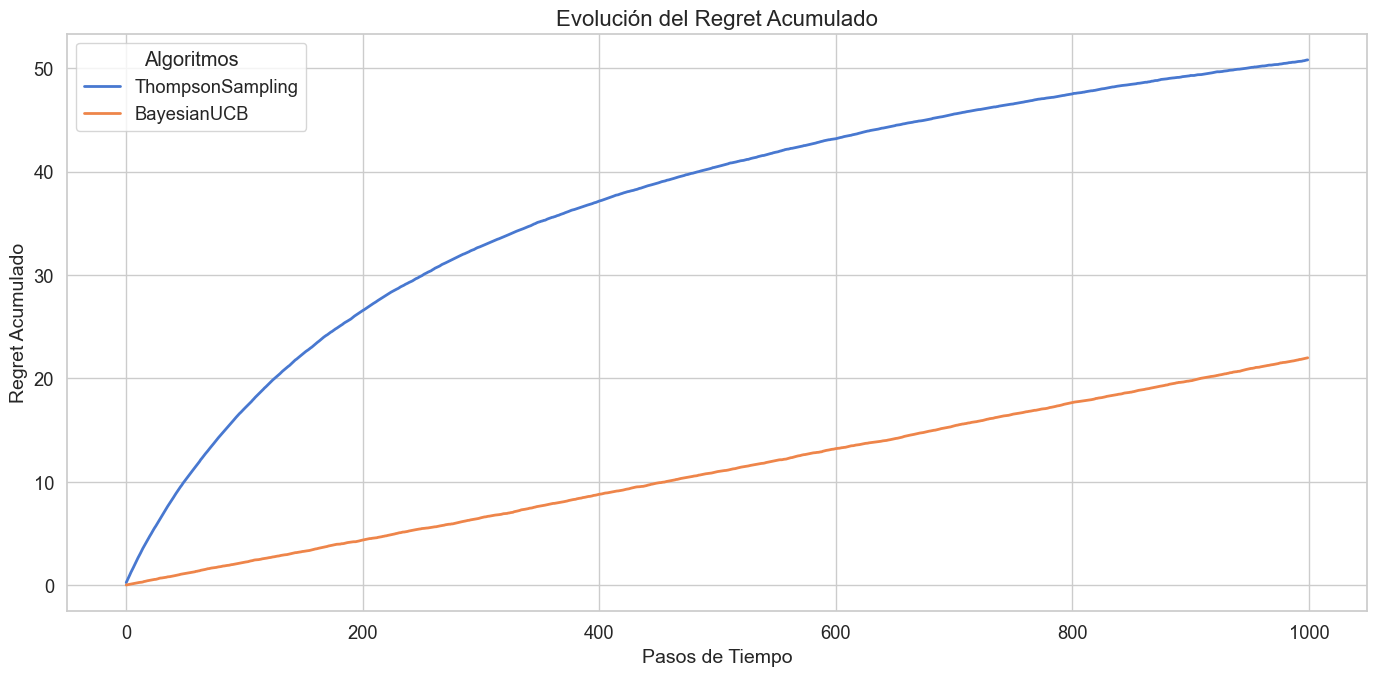 Evolución del Regret Acumulado
Algoritmos
ThompsonSampling
BayesianUCB
Regret Acumulado
50
40
30
20
10
0
0 200 400 600 800 1000
Pasos de Tiempo